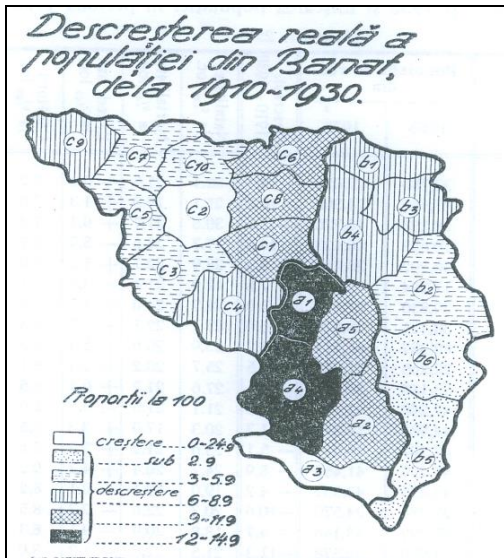 Descreșterea reală a
populației din Banat,
dela 1910-1930.
c9
c7
c10
c6
b1
c5
c2
c8
b3
c3
c1
b4
c4
a1
a5
b2
a4
a2
b6
a3
b5
Proporții la 100
creștere.....0-24.9
sub 2.9
3-5.9
descreștere 6-8.9
9-11.9
12-14.9